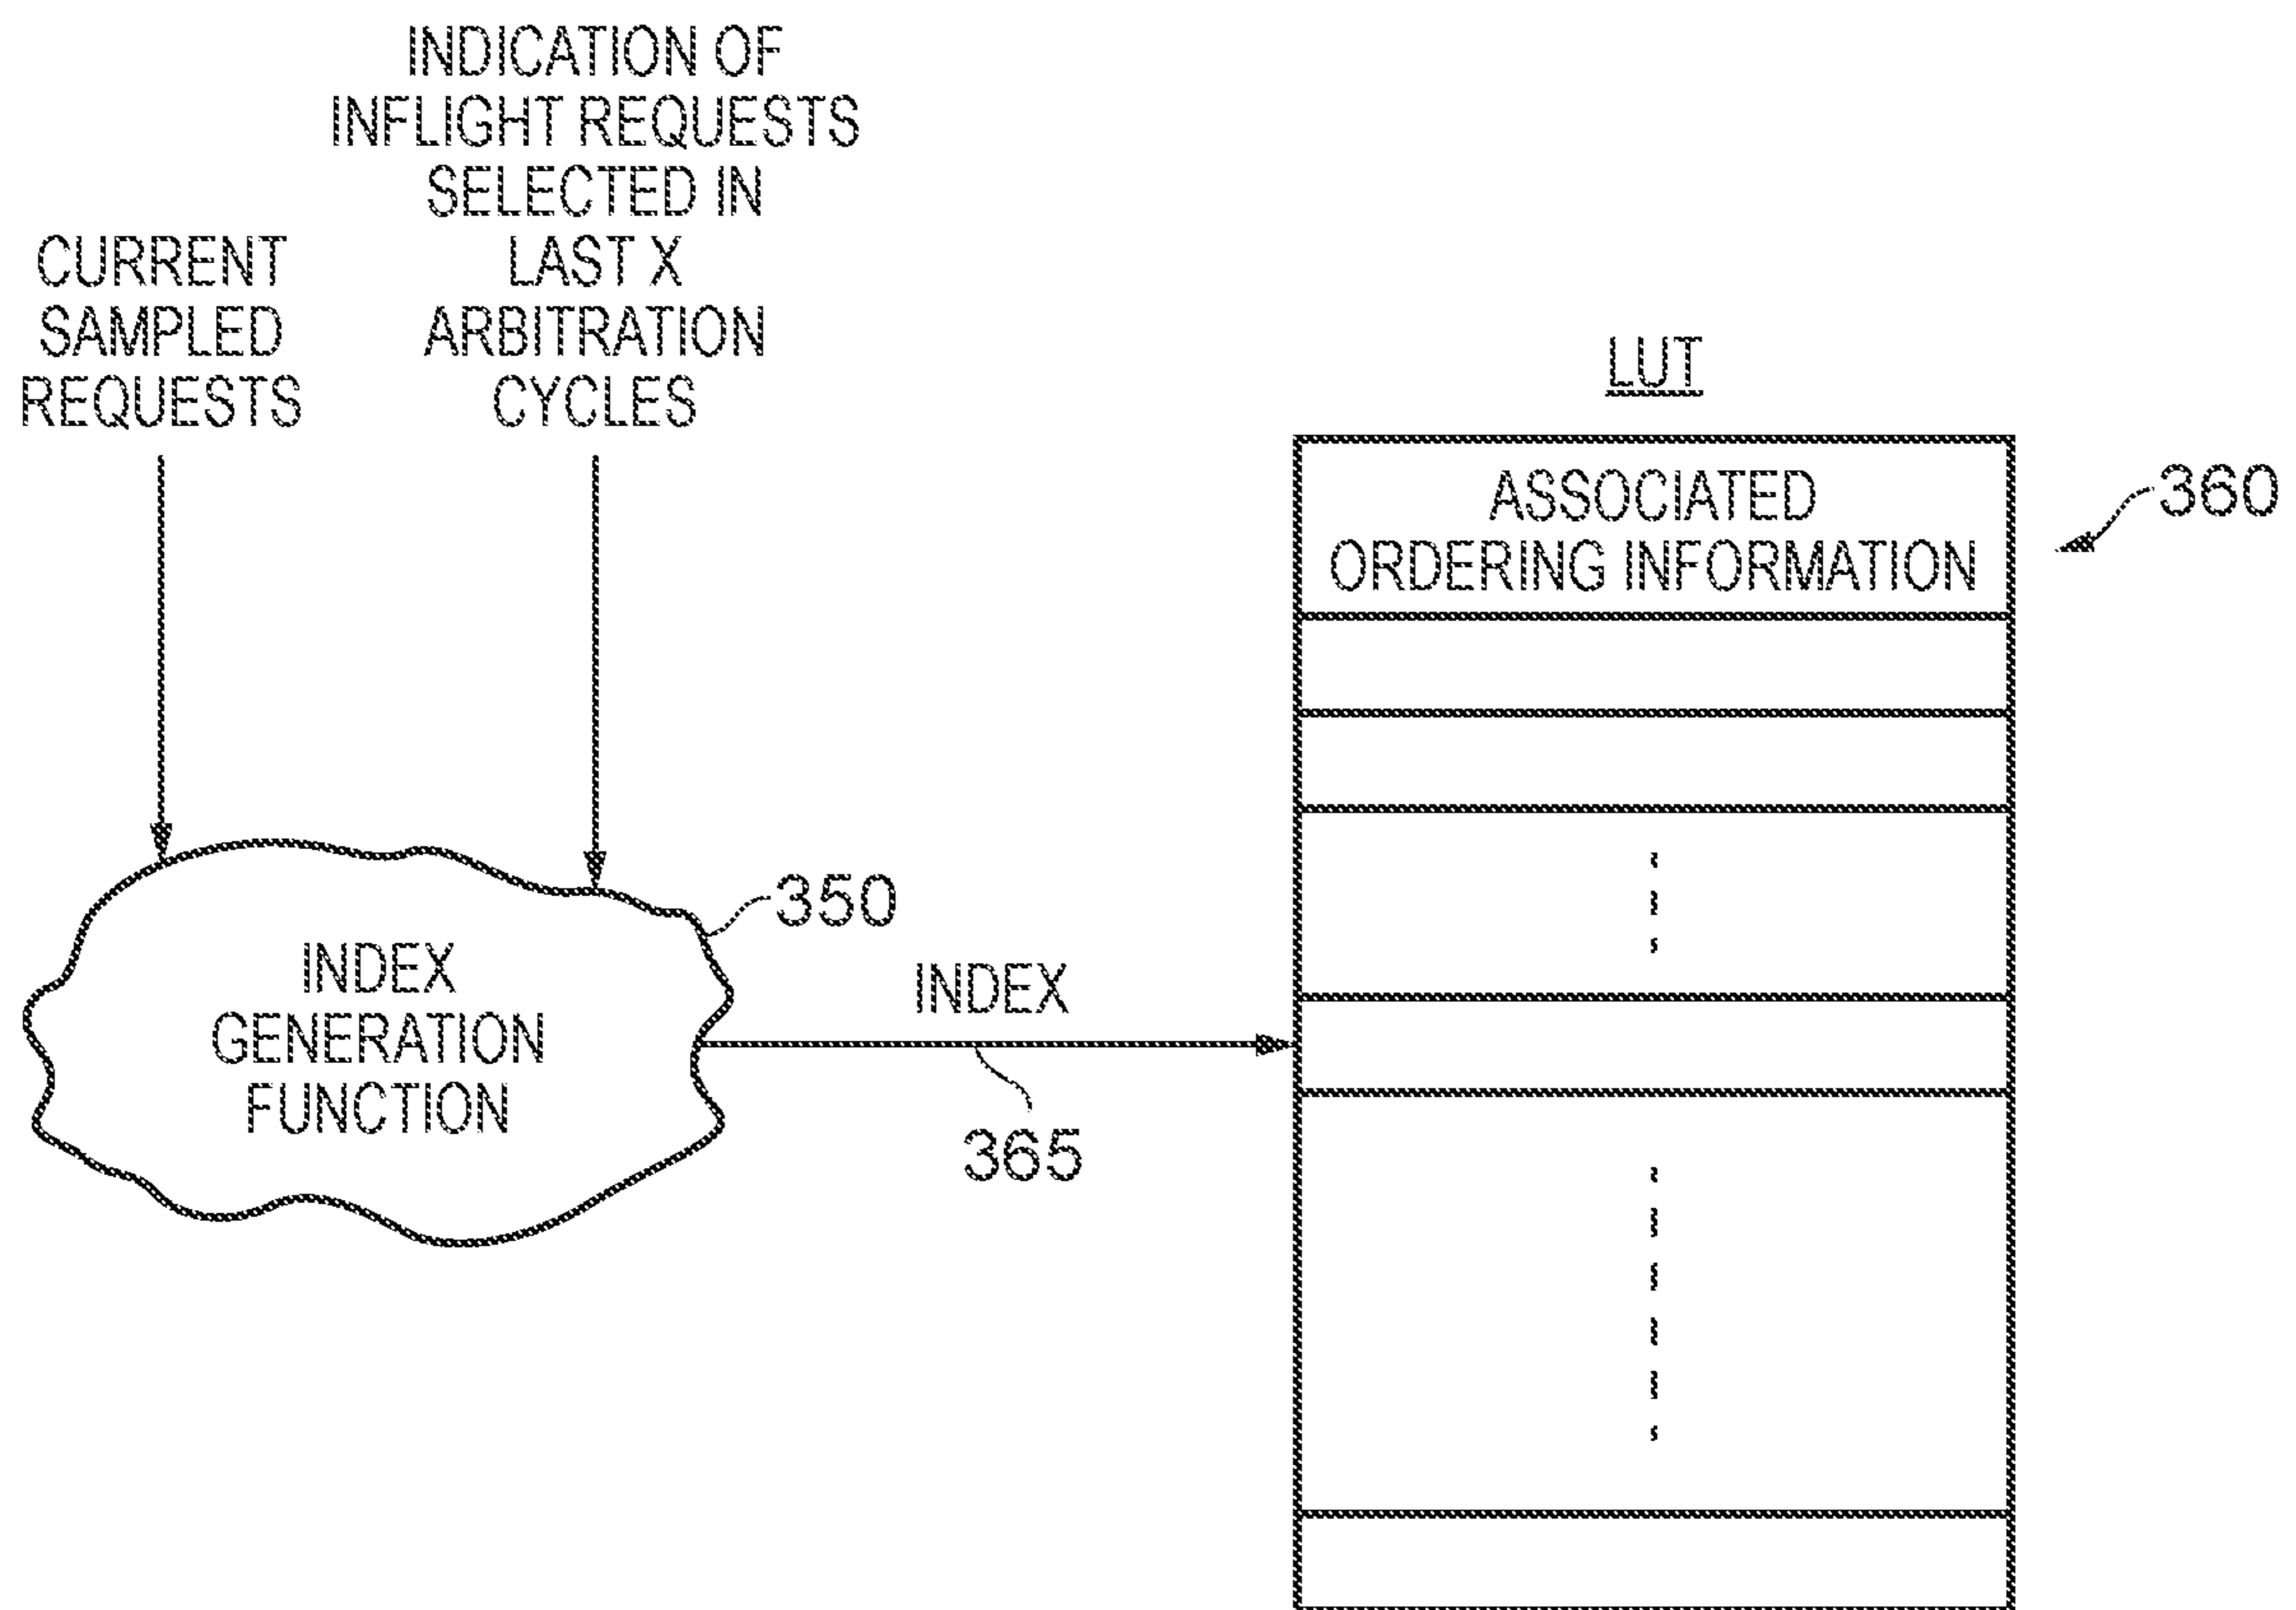 INDICATION OF
INFLIGHT REQUESTS
SELECTED IN
LAST X
ARBITRATION
CYCLES
CURRENT
SAMPLED
REQUESTS
LUT
ASSOCIATED
ORDERING INFORMATION
360
350
INDEX
GENERATION
FUNCTION
INDEX
365